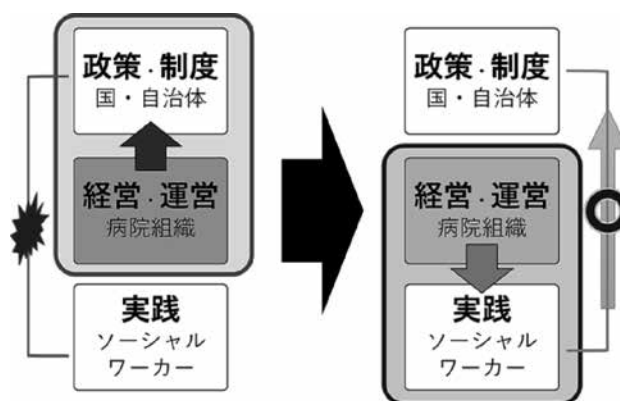 政策・制度
国・自治体
経営・運営
病院組織
実践
ソーシャル
ワーカー
政策・制度
国・自治体
経営・運営
病院組織
実践
ソーシャル
ワーカー